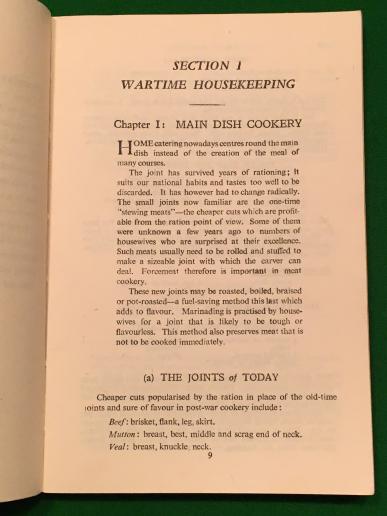 SECTION I
WARTIME HOUSEKEEPING
Chapter I: MAIN DISH COOKERY
HOME catering nowadays centres round the main
dish instead of the creation of the meal of
many courses.
The joint has survived years of rationing; it
suits our national habits and tastes too well to be
discarded. It has however had to change radically.
The small joints now familiar are the one-time
"stewing meats"—the cheaper cuts which are profit-
able from the ration point of view. Some of them
were unknown a few years ago to numbers of
housewives who are surprised at their excellence.
Such meats usually need to be rolled and stuffed to
make a sizeable joint with which the carver can
deal. Forcemeat therefore is important in meat
cookery.
These new joints may be roasted, boiled, braised
or pot-roasted—a fuel-saving method this last which
adds to flavour. Marinading is practised by house-
wives for a joint that is likely to be tough or
flavourless. This method also preserves meat that is
not to be cooked immediately.
(a) THE JOINTS of TODAY
Cheaper cuts popularised by the ration in place of the old-time
joints and sure of favour in post-war cookery include:
Beef: brisket, flank, leg, skirt.
Mutton: breast, best, middle and scrag end of neck.
Veal: breast, knuckle, neck.
9